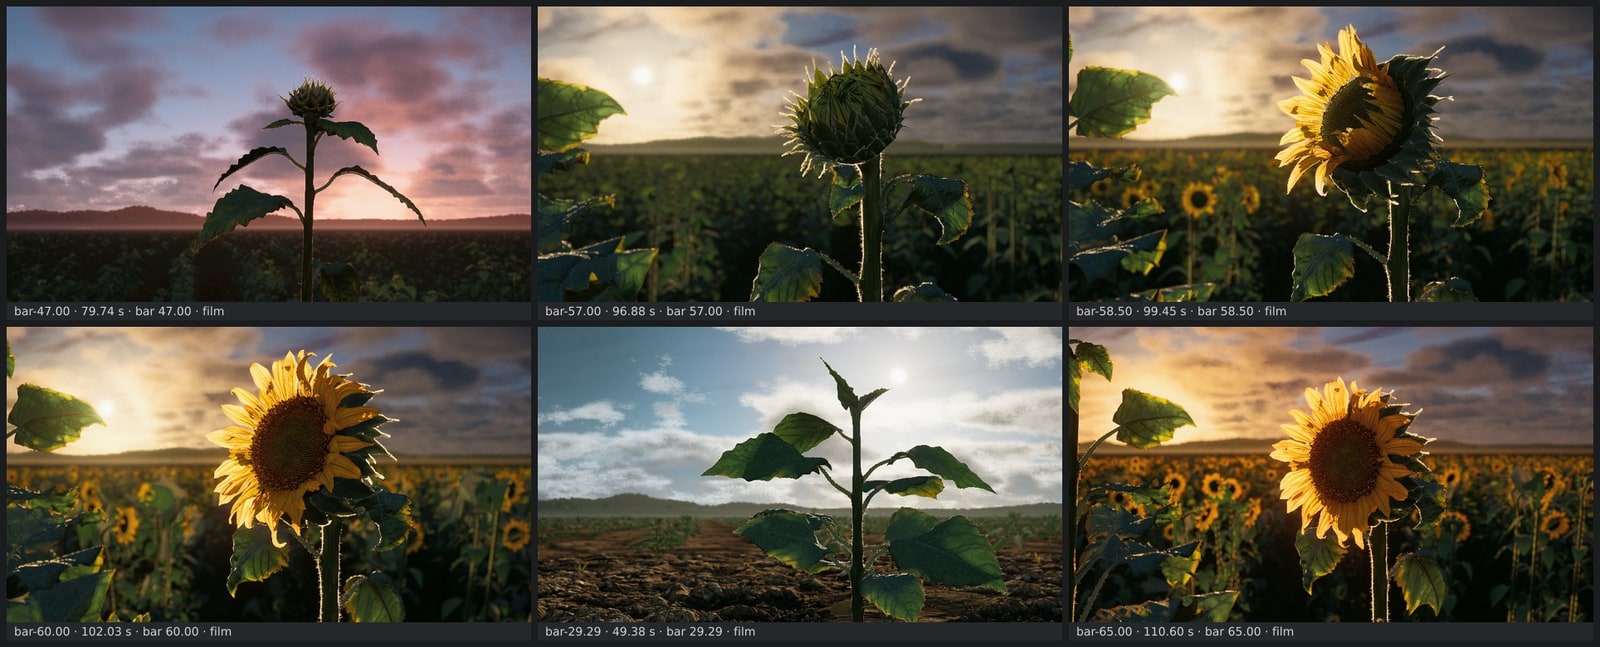 bar-47.00 · 79.74 s · bar 47.00 · film
bar-57.00 · 96.88 s · bar 57.00 · film
bar-58.50 · 99.45 s · bar 58.50 · film
bar-60.00 · 102.03 s · bar 60.00 · film
bar-29.29 · 49.38 s · bar 29.29 · film
bar-65.00 · 110.60 s · bar 65.00 · film